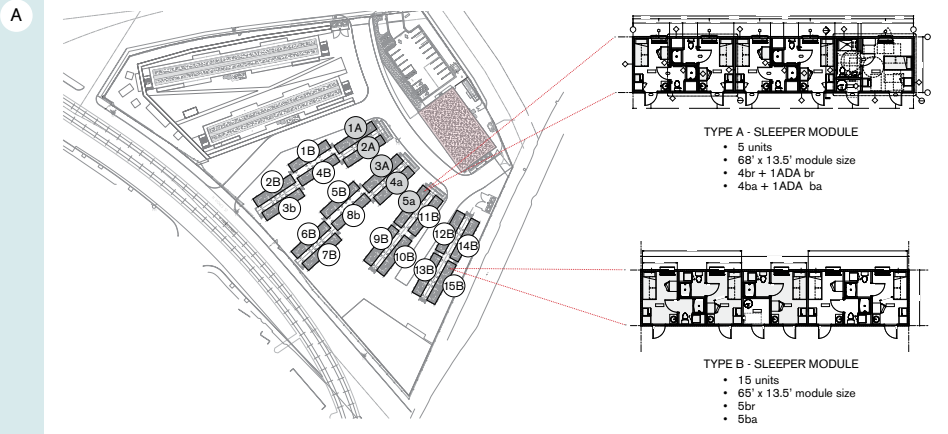 A
1A
2A
1B
4B
3A
2B
5B
4a
3b
8b
5a
11B
6B
12B
9B
14B
7B
10B
13B
15B
TYPE A - SLEEPER MODULE
• 5 units
• 68' x 13.5' module size
• 4br + 1ADA br
• 4ba + 1ADA ba
TYPE B - SLEEPER MODULE
• 15 units
• 65' x 13.5' module size
• 5br
• 5ba